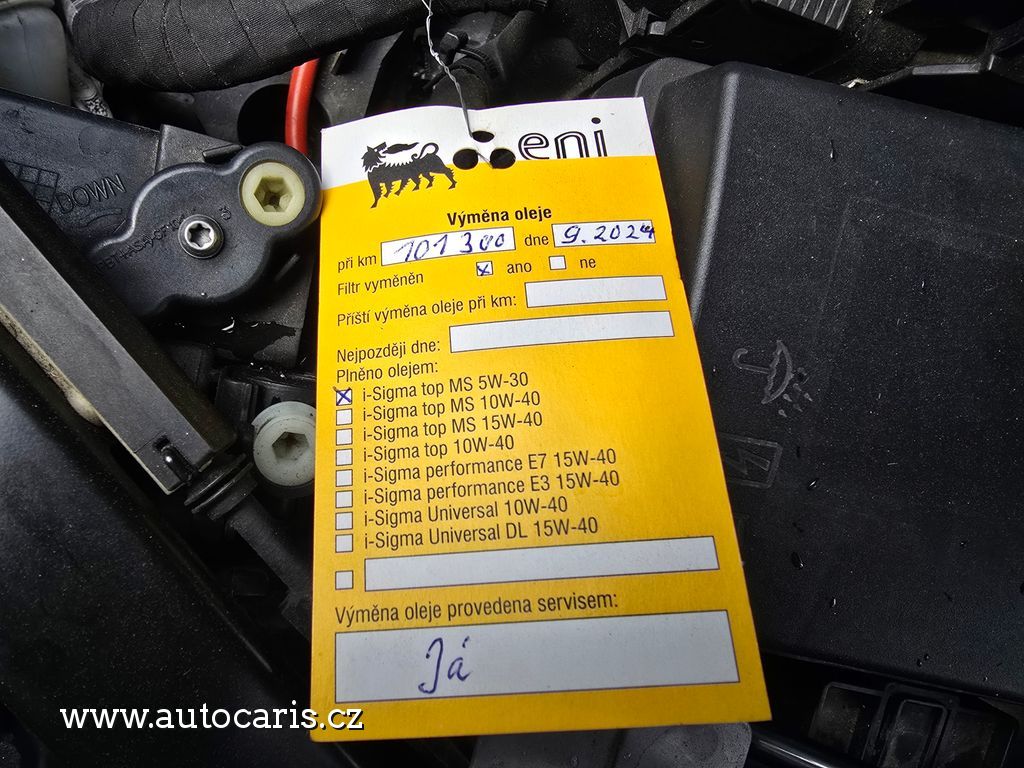 eni
DOWN
Výměna oleje
při km 101 300 dne 9.2024
Filtr vyměněn ano ne
Příští výměna oleje při km:
Nejpozději dne:
Plněno olejem:
i-Sigma top MS 5W-30
i-Sigma top MS 10W-40
i-Sigma top MS 15W-40
i-Sigma top 10W-40
i-Sigma performance E7 15W-40
i-Sigma performance E3 15W-40
i-Sigma Universal 10W-40
i-Sigma Universal DL 15W-40
Výměna oleje provedena servisem:
Já
www.autocaris.cz